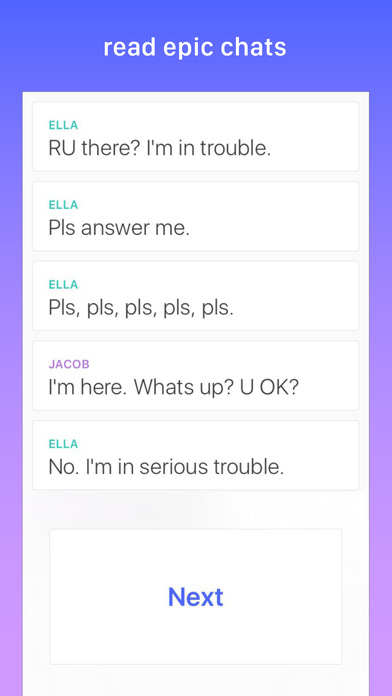 read epic chats
ELLA
RU there? I'm in trouble.
ELLA
Pls answer me.
ELLA
Pls, pls, pls, pls, pls.
JACOB
I'm here. Whats up? U OK?
ELLA
No. I'm in serious trouble.
Next